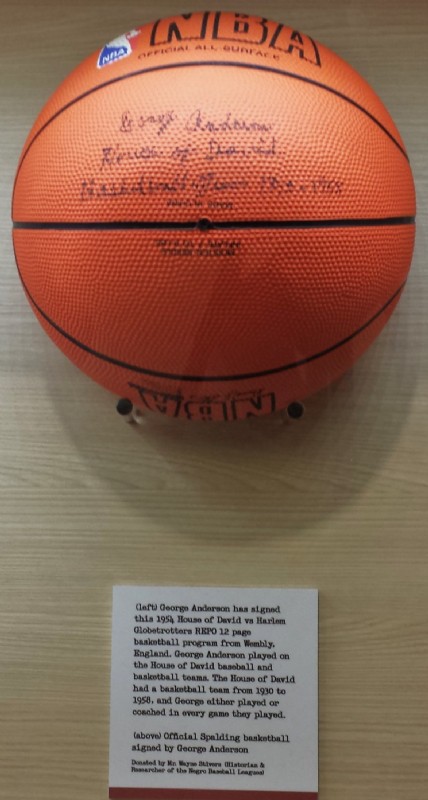 NBA
NBA
OFFICIAL ALL-SURFACE
George Anderson
House of David
Basketball Team
NBA
(left) George Anderson has signed
this 1954 House of David vs Harlem
Globetrotters REPO 12 page
basketball program from Wembly,
England. George Anderson played on
the House of David baseball and
basketball teams. The House of David
had a basketball team from 1930 to
1958, and George either played or
coached in every game they played.
(above) Official Spalding basketball
signed by George Anderson
Donated by Mr. Wayne Stivers (Historian &
Researcher of the Negro Baseball Leagues)